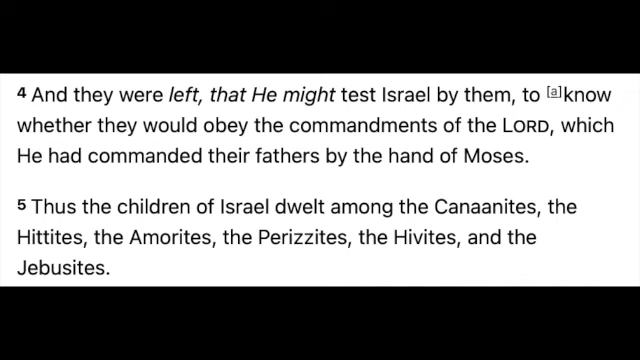 4 And they were left, that He might test Israel by them, to [a]know
whether they would obey the commandments of the LORD, which
He had commanded their fathers by the hand of Moses.
5 Thus the children of Israel dwelt among the Canaanites, the
Hittites, the Amorites, the Perizzites, the Hivites, and the
Jebusites.